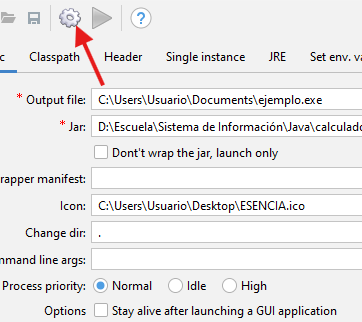 ?
c Classpath Header Single instance JRE Set env. va
* Output file: C:\Users\Usuario\Documents\ejemplo.exe
* Jar: D:\Escuela\Sistema de Información\Java\calculado
Don't wrap the jar, launch only
rapper manifest:
Icon: C:\Users\Usuario\Desktop\ESENCIA.ico
Change dir: .
mmand line args:
Process priority: Normal Idle High
Options Stay alive after launching a GUI application